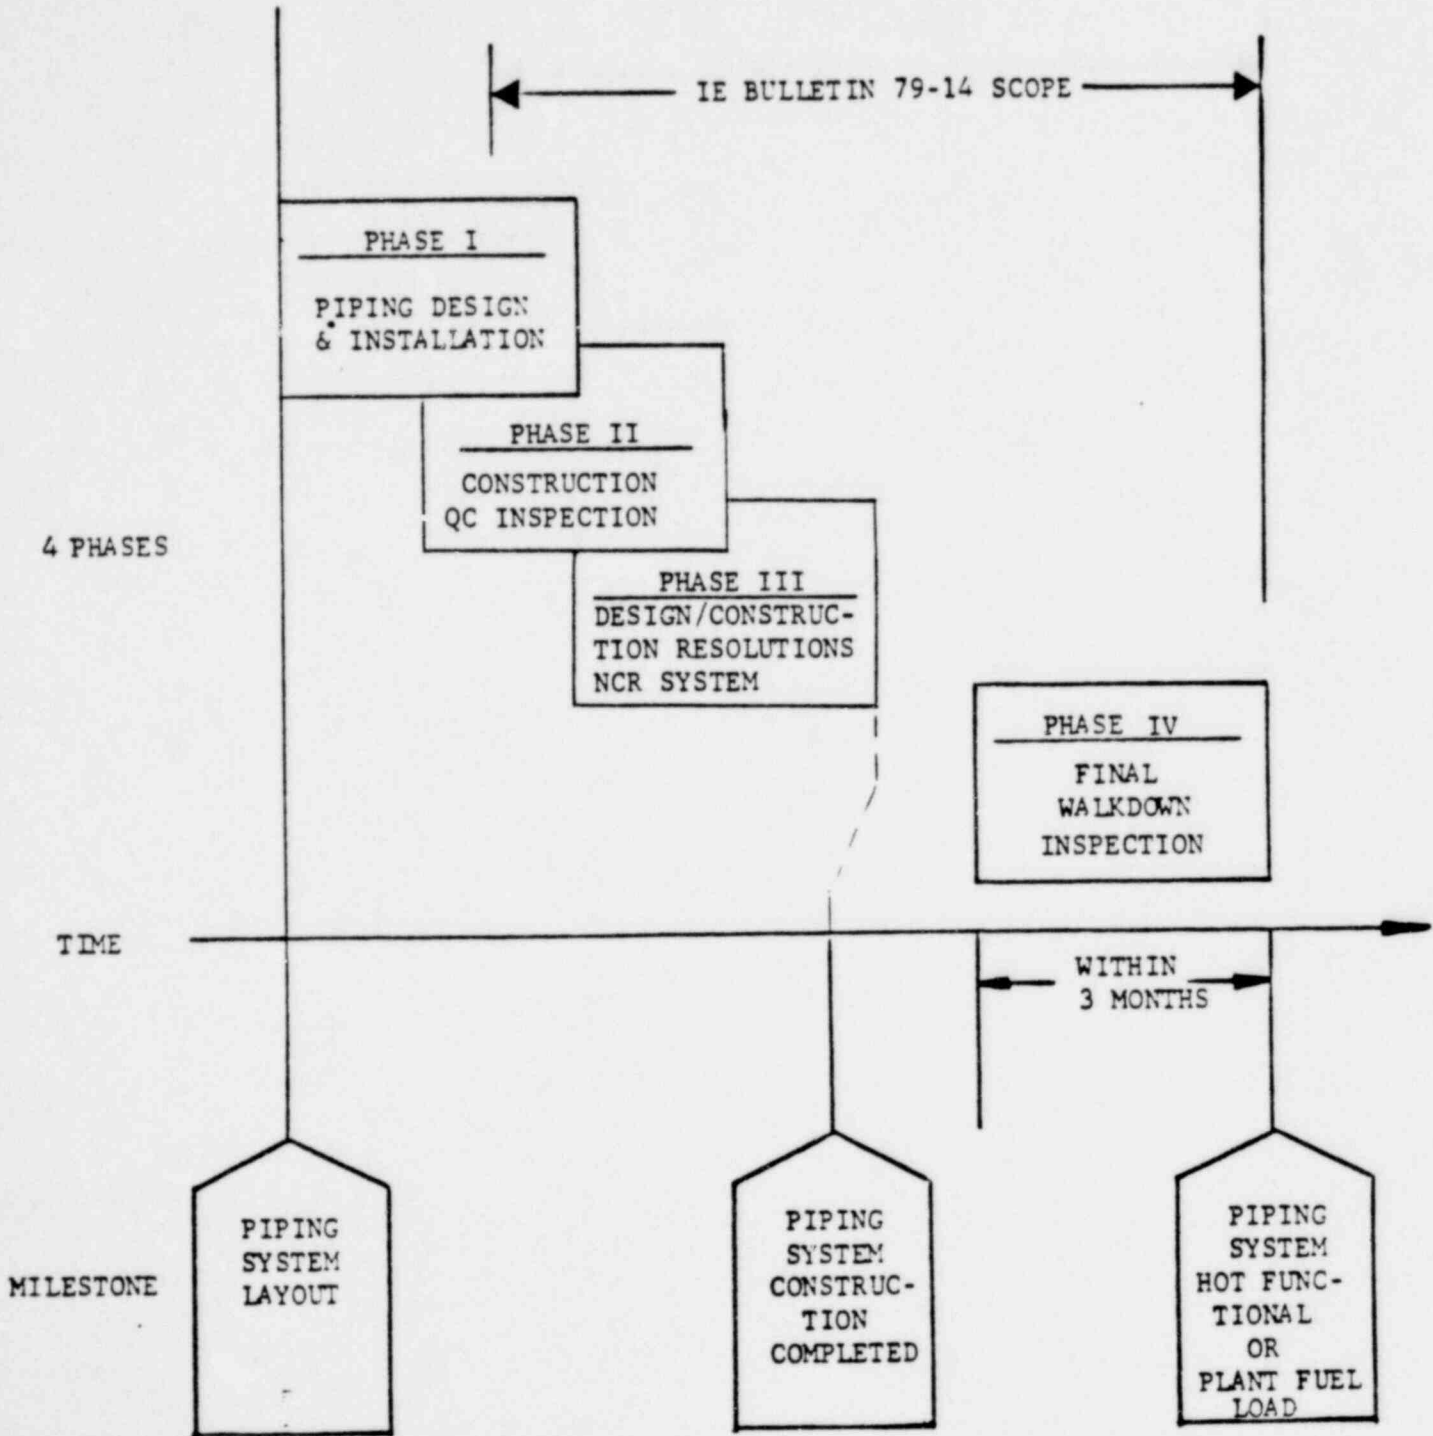 IE BULLETIN 79-14 SCOPE
PHASE I
PIPING DESIGN
& INSTALLATION
PHASE II
CONSTRUCTION
QC INSPECTION
4 PHASES
PHASE III
DESIGN/CONSTRUC-
TION RESOLUTIONS
NCR SYSTEM
PHASE IV
FINAL
WALKDOWN
INSPECTION
TIME
WITHIN
3 MONTHS
MILESTONE
PIPING
SYSTEM
LAYOUT
PIPING
SYSTEM
CONSTRUC-
TION
COMPLETED
PIPING
SYSTEM
HOT FUNC-
TIONAL
OR
PLANT FUEL
LOAD